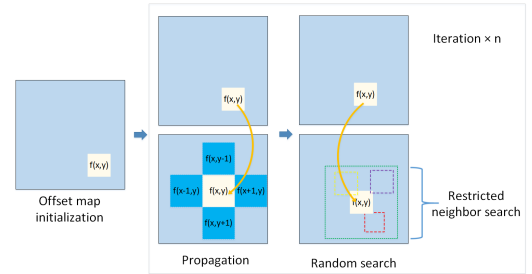 Iteration × n
f(x,y)
f(x,y)
f(x,y)
f(x,y-1)
f(x-1,y)
f(x,y)
f(x+1,y)
f(x,y+1)
f(x,y)
Offset map
initialization
Restricted
neighbor search
Propagation
Random search